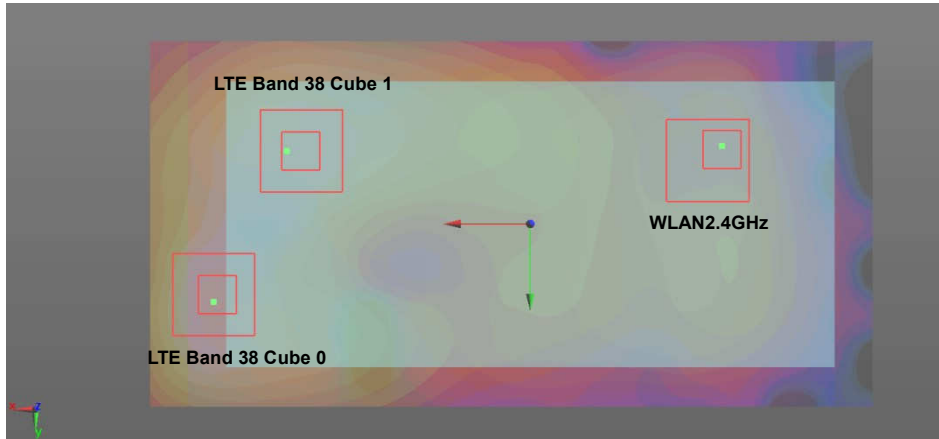 LTE Band 38 Cube 1
WLAN2.4GHz
LTE Band 38 Cube 0
x z
y